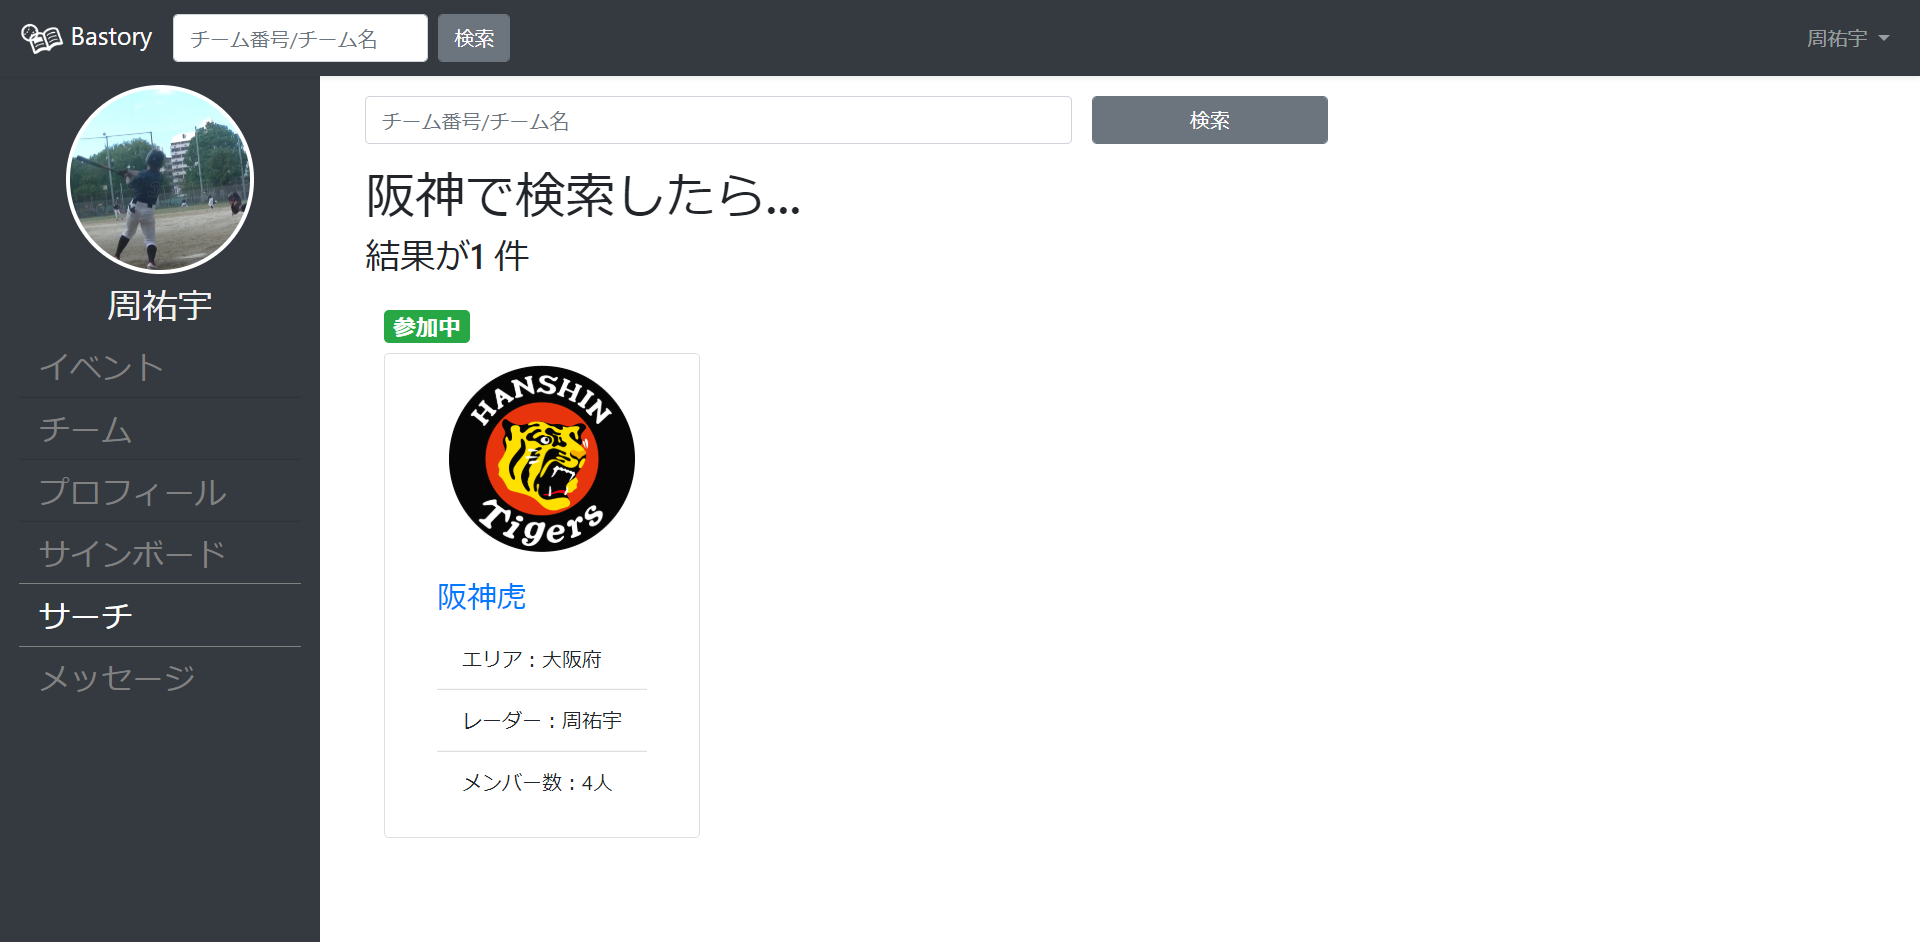 Bastory
チーム番号/チーム名
検索
周祐宇
周祐宇
イベント
チーム
プロフィール
サインボード
サーチ
メッセージ
チーム番号/チーム名
検索
阪神で検索したら...
結果が1 件
参加中
HANSHIN
Tigers
阪神虎
エリア：大阪府
レーダー：周祐宇
メンバー数：4人